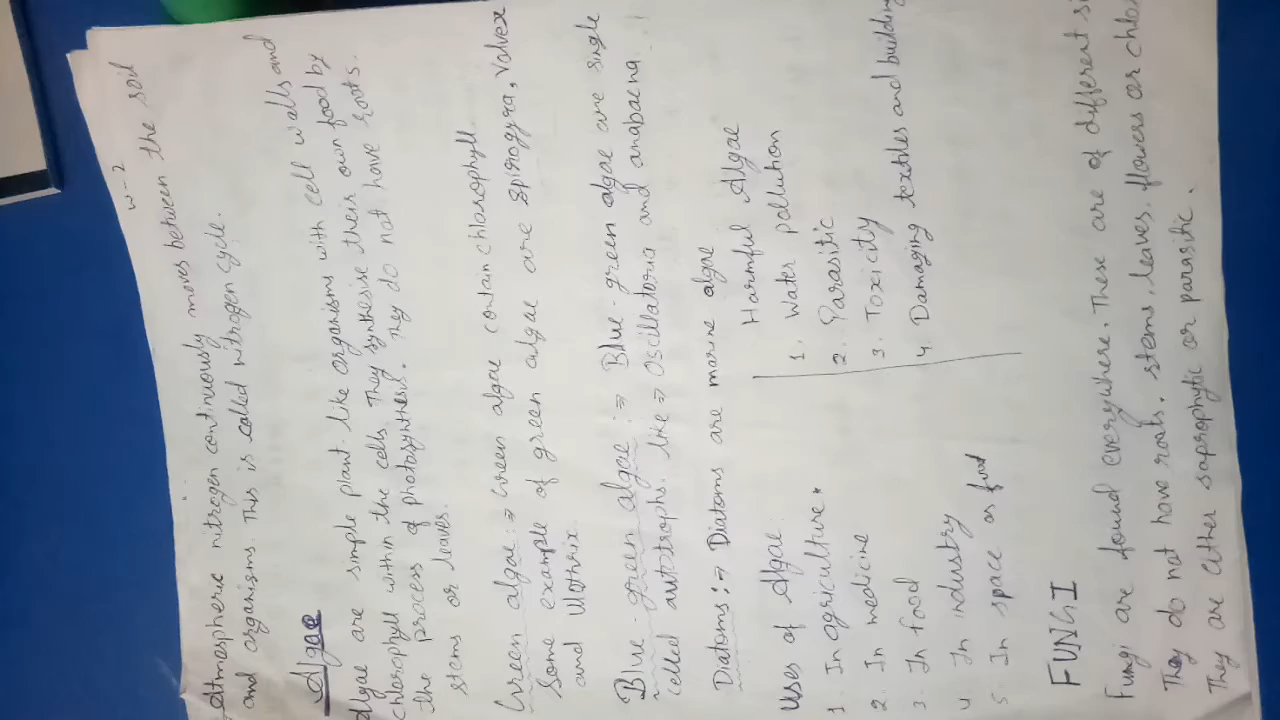 W-2
Atmospheric nitrogen continuously moves between the soil
and organisms. This is called nitrogen cycle.
Algae
Algae are simple plant like organisms with cell walls and
chlorophyll within the cells. They synthesise their own food by
the process of photosynthesis. They do not have roots.
stems or leaves.
Green algae :⇒ Green algae contain chlorophyll.
Some example of green algae are spirogyra, Volvex
and Ulothrix.
Blue-green algae :⇒ Blue-green algae are single
celled autotrophs. like ⇒ Oscillatoria and anabaena.
Diatoms :⇒ Diatoms are marine algae
Uses of Algae
1. In agriculture.
2. In medicine
3. In food
4 In industry
5. In space as food
Harmful Algae
1. Water pollution
2. Parasitic
3. Toxicity
4. Damaging textiles and building
FUNGI
Fungi are found everywhere. These are of different
They do not have roots. stems, leaves. flowers or
They are either saprophytic or parasitic.